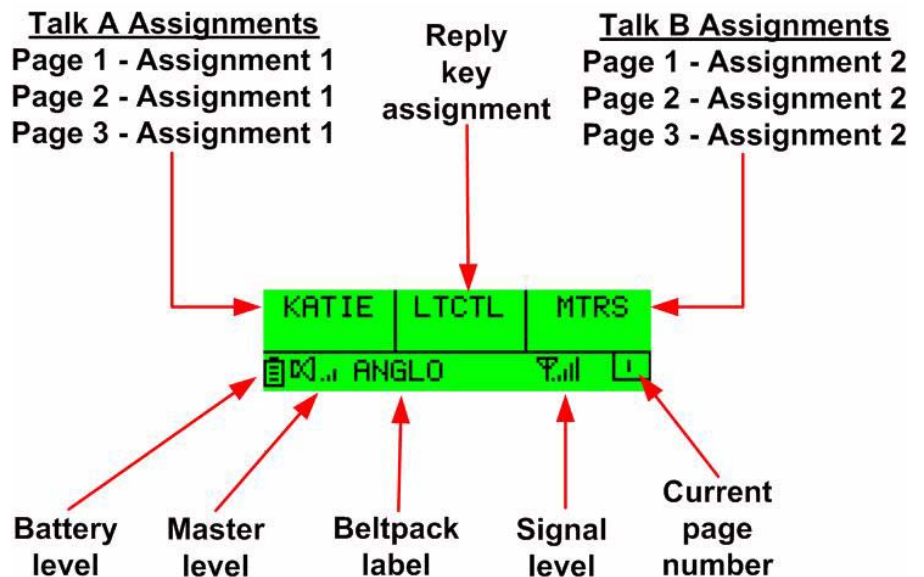 Talk A Assignments
Page 1 - Assignment 1
Page 2 - Assignment 1
Page 3 - Assignment 1
Reply
key
assignment
Talk B Assignments
Page 1 - Assignment 2
Page 2 - Assignment 2
Page 3 - Assignment 2
KATIE LTCTL MTRS
ANGLO
Battery
level
Master
level
Beltpack
label
Signal
level
Current
page
number